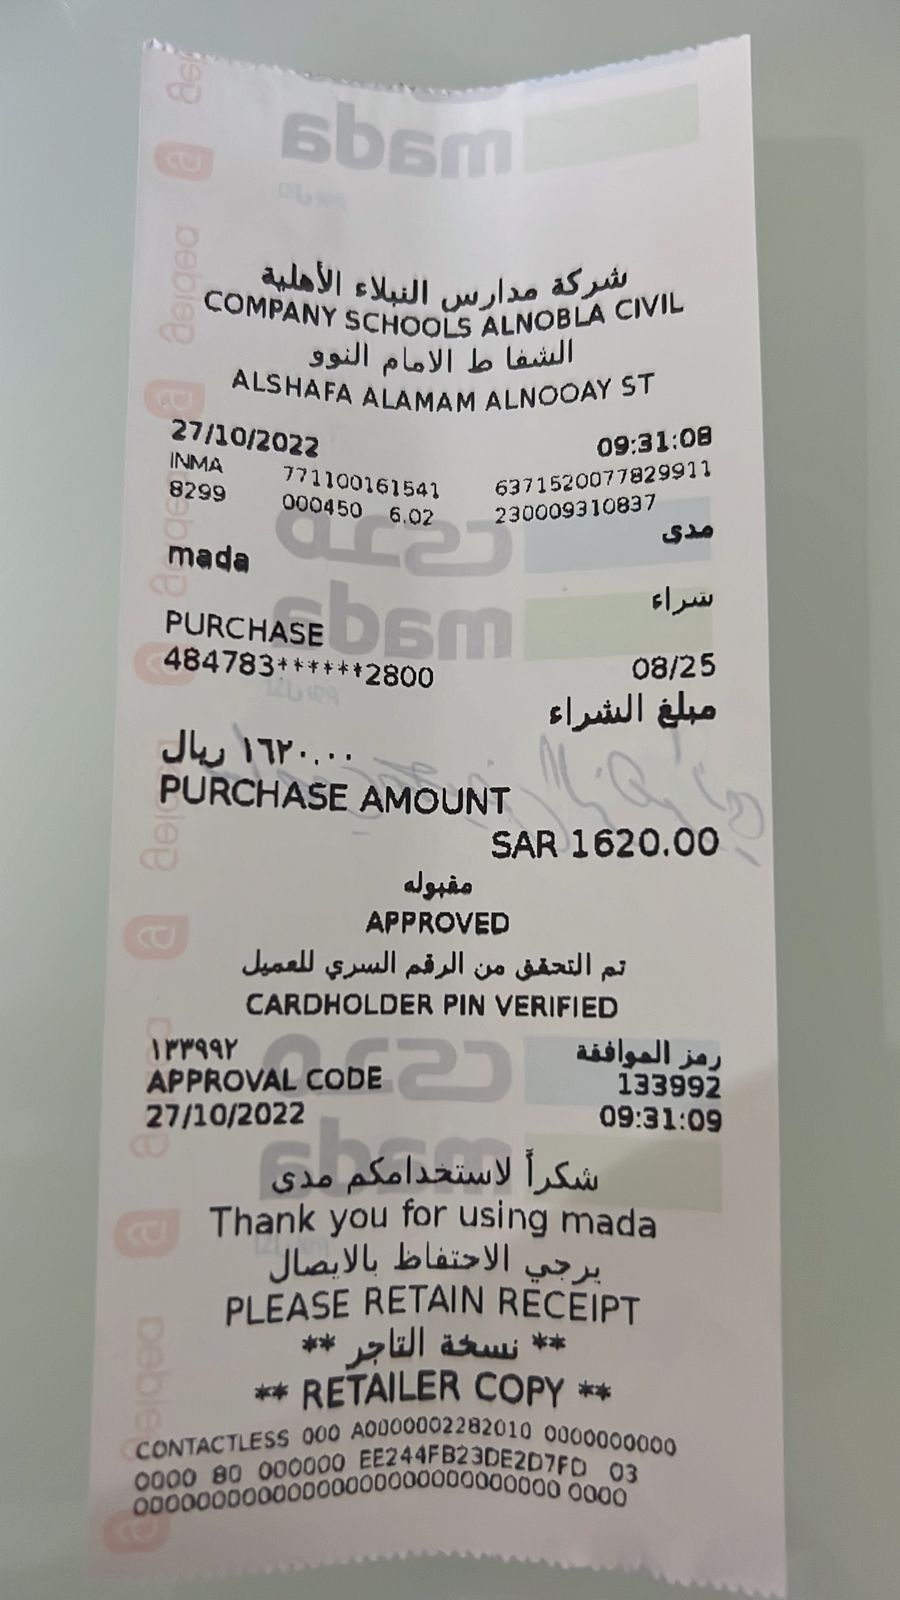 mada
شركة مدارس النبلاء الأهلية
COMPANY SCHOOLS ALNOBLA CIVIL
الشفا ط الامام النوو
ALSHAFA ALAMAM ALNOOAY ST
27/10/2022 09:31:08
INMA 771100161541 6371520077829911
8299 000450 6.02 230009310837
مدى
mada
شراء
PURCHASE
484783******2800 08/25
مبلغ الشراء
١٦٢٠.٠٠ ريال
PURCHASE AMOUNT
SAR 1620.00
مقبوله
APPROVED
تم التحقق من الرقم السري للعميل
CARDHOLDER PIN VERIFIED
رمز الموافقة ١٣٣٩٩٢
APPROVAL CODE 133992
27/10/2022 09:31:09
شكراً لاستخدامكم مدى
Thank you for using mada
يرجي الاحتفاظ بالايصال
PLEASE RETAIN RECEIPT
** نسخة التاجر **
** RETAILER COPY **
CONTACTLESS 000 A0000002282010 0000000000
0000 80 000000 EE244FB23DE2D7FD 03